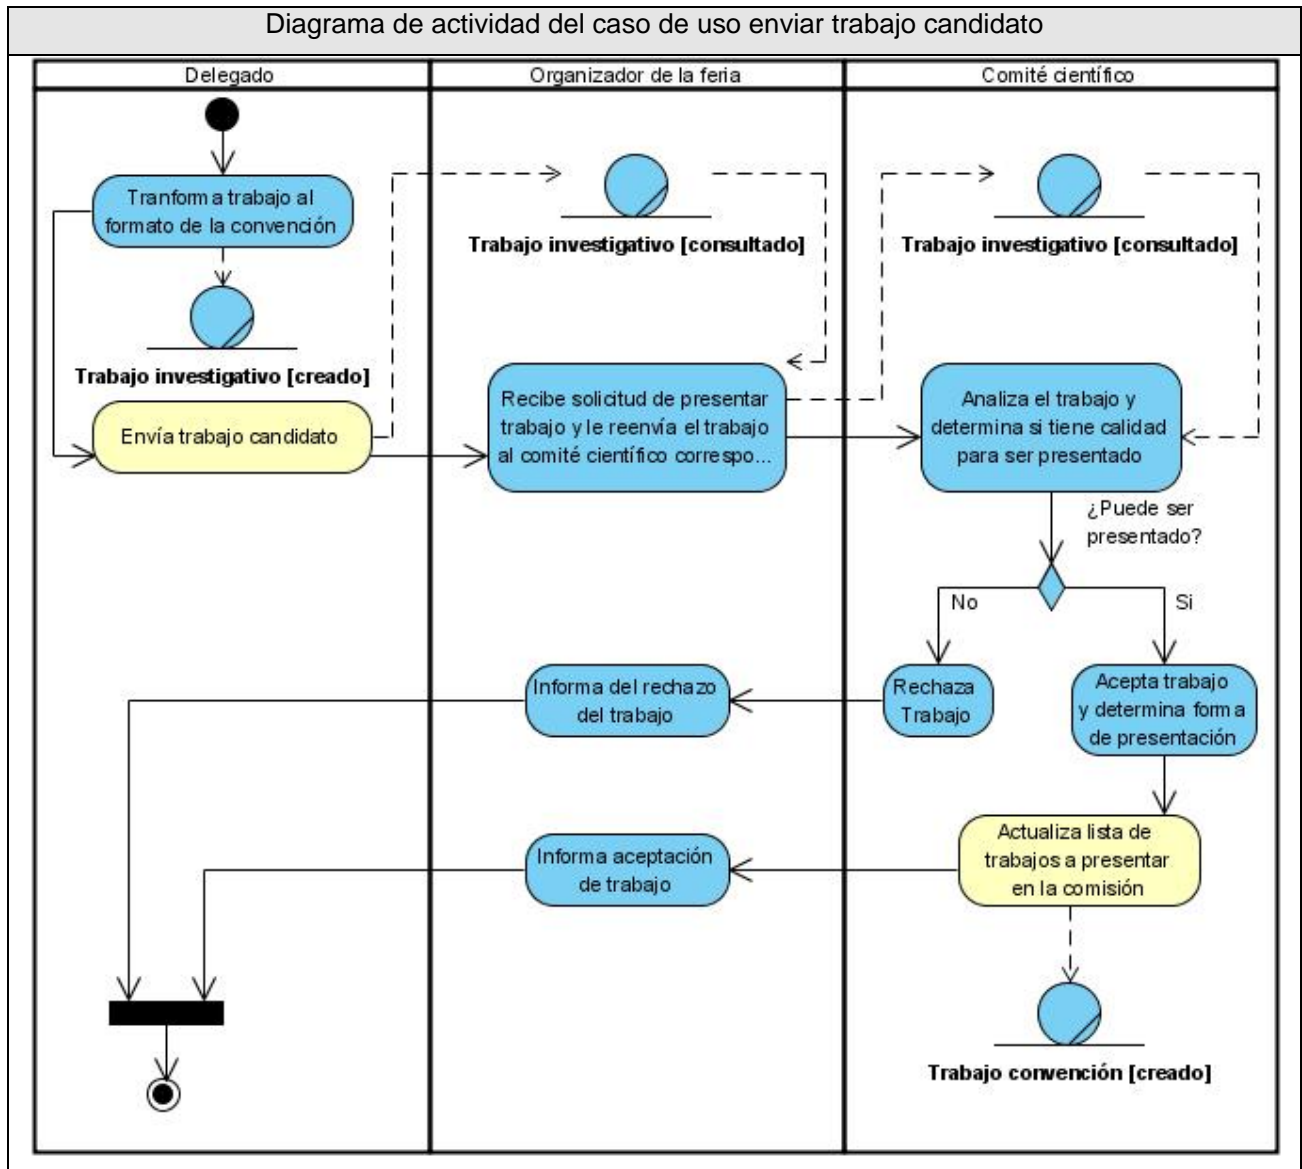 Diagrama de actividad del caso de uso enviar trabajo candidato
Delegado
Organizador de la feria
Comité científico
Tranforma trabajo al
formato de la convención
Trabajo investigativo [creado]
Envía trabajo candidato
Trabajo investigativo [consultado]
Recibe solicitud de presentar
trabajo y le reenvía el trabajo
al comité científico correspo...
Trabajo investigativo [consultado]
Analiza el trabajo y
determina si tiene calidad
para ser presentado
¿Puede ser
presentado?
No
Si
Rechaza
Trabajo
Acepta trabajo
y determina forma
de presentación
Informa del rechazo
del trabajo
Actualiza lista de
trabajos a presentar
en la comisión
Informa aceptación
de trabajo
Trabajo convención [creado]